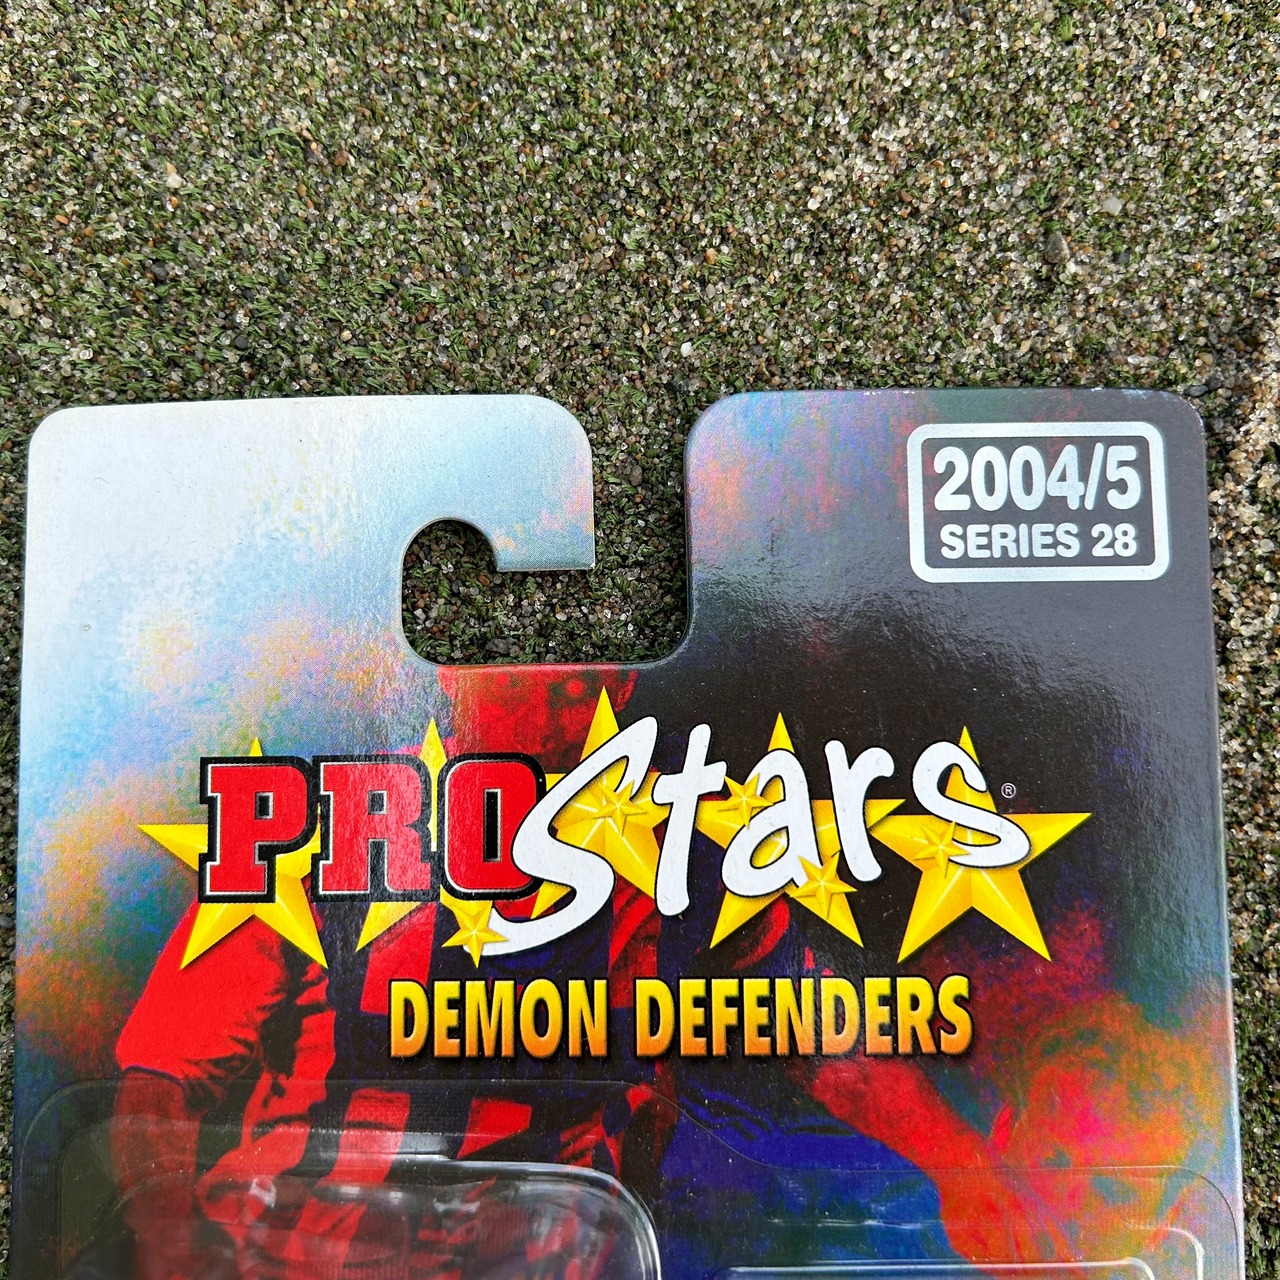 2004/5
SERIES 28
PROStars®
DEMON DEFENDERS